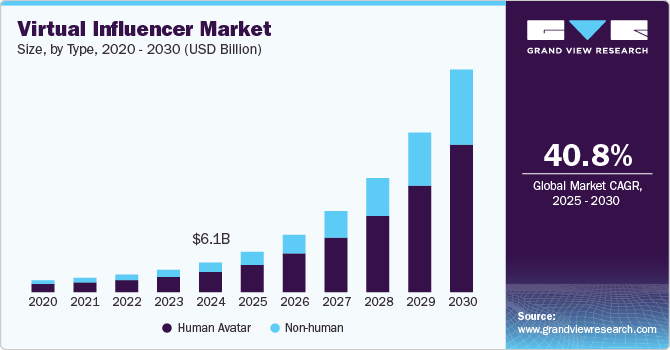 Virtual Influencer Market
Size, by Type, 2020 - 2030 (USD Billion)
$6.1B
2020 2021 2022 2023 2024 2025 2026 2027 2028 2029 2030
Human Avatar Non-human
GRAND VIEW RESEARCH
40.8%
Global Market CAGR,
2025 - 2030
Source:
www.grandviewresearch.com